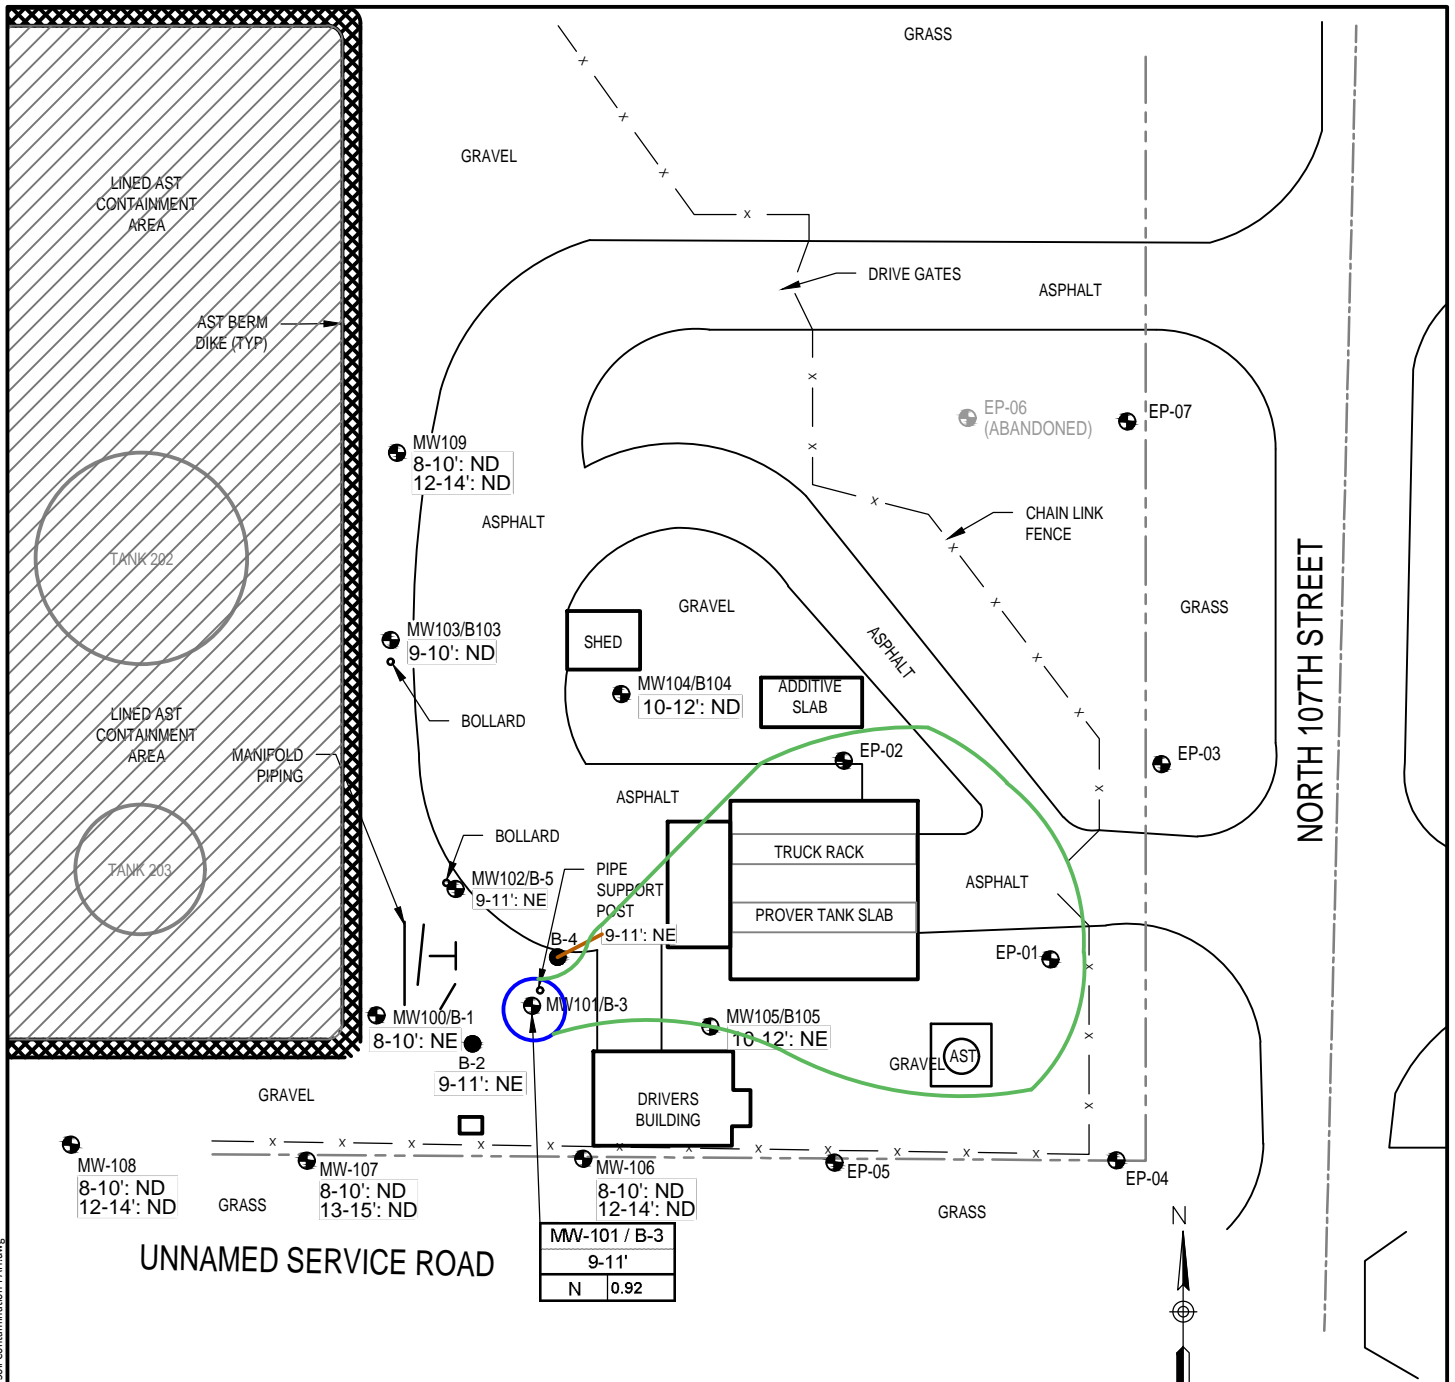 GRASS
GRAVEL
LINED AST
CONTAINMENT
AREA
DRIVE GATES
ASPHALT
AST BERM
DIKE (TYP)
EP-06
(ABANDONED)
EP-07
MW109
8-10': ND
12-14': ND
ASPHALT
CHAIN LINK
FENCE
TANK 202
NORTH 107TH STREET
GRAVEL
GRASS
MW103/B103
9-10': ND
SHED
ASPHALT
MW104/B104
10-12': ND
ADDITIVE
SLAB
LINED AST
CONTAINMENT
AREA
BOLLARD
MANIFOLD
PIPING
EP-02
EP-03
ASPHALT
BOLLARD
TRUCK RACK
TANK 203
MW102/B-5
9-11': NE
PIPE
SUPPORT
POST
ASPHALT
PROVER TANK SLAB
B-4
9-11': NE
EP-01
MW101/B-3
MW100/B-1
8-10': NE
MW105/B105
10-12': NE
B-2
9-11': NE
GRAVEL
AST
GRAVEL
DRIVERS
BUILDING
MW-108
8-10': ND
12-14': ND
MW-107
8-10': ND
13-15': ND
MW-106
8-10': ND
12-14': ND
EP-05
EP-04
GRASS
GRASS
N
UNNAMED SERVICE ROAD
MW-101 / B-3
9-11'
N 0.92